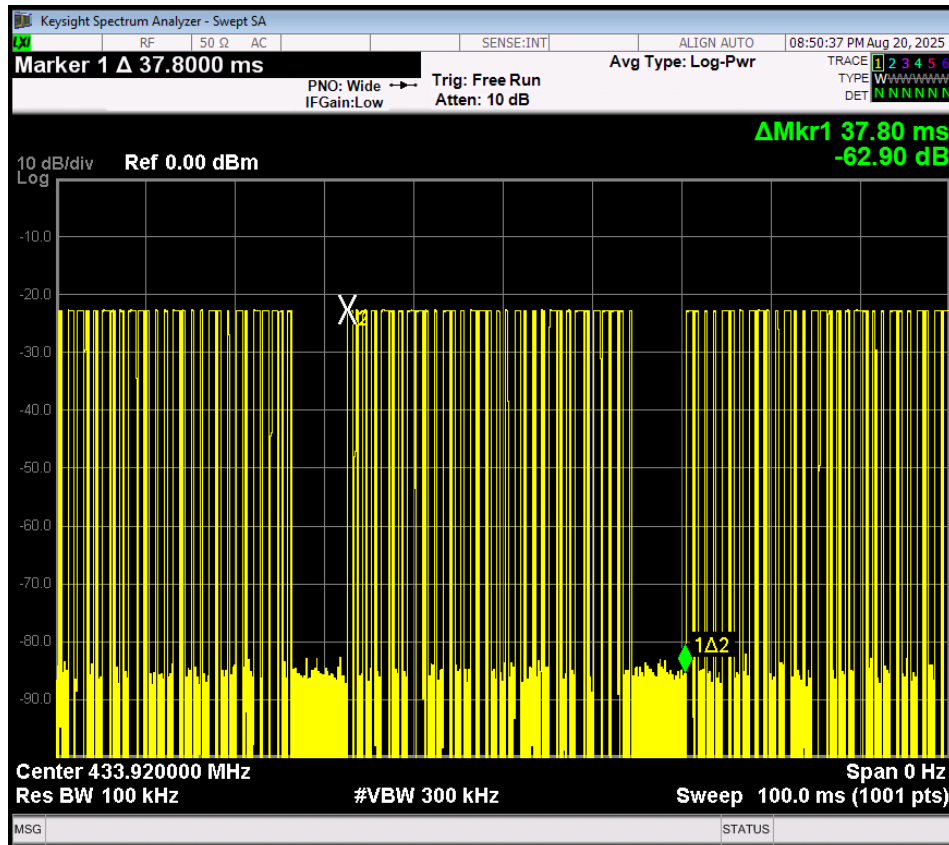 Keysight Spectrum Analyzer - Swept SA
LXI RF 50 Ω AC SENSE:INT ALIGN AUTO 08:50:37 PM Aug 20, 2025
Marker 1 Δ 37.8000 ms
PNO: Wide
IFGain:Low
Trig: Free Run
Atten: 10 dB
Avg Type: Log-Pwr
TRACE 1 2 3 4 5 6
TYPE WWWWWW
DET N N N N N N
ΔMkr1 37.80 ms
-62.90 dB
10 dB/div Ref 0.00 dBm
Log
-10.0
-20.0
X2
-30.0
-40.0
-50.0
-60.0
-70.0
-80.0
1Δ2
-90.0
Center 433.920000 MHz Span 0 Hz
Res BW 100 kHz #VBW 300 kHz Sweep 100.0 ms (1001 pts)
MSG STATUS